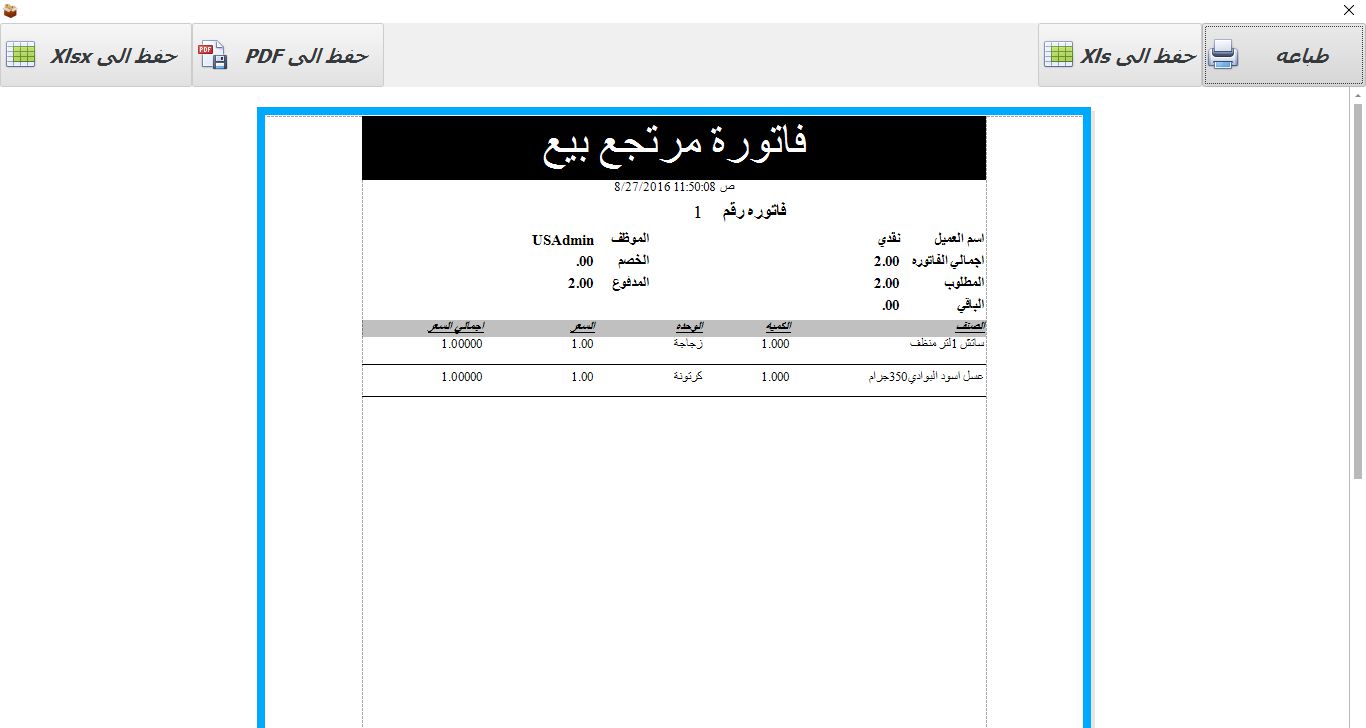 طباعه
حفظ الى Xls
حفظ الى PDF
حفظ الى Xlsx
فاتورة مرتجع بيع
8/27/2016 11:50:08 ص
فاتوره رقم 1
اسم العميل نقدي الموظف USAdmin
اجمالي الفاتوره 2.00 الخصم .00
المطلوب 2.00 المدفوع 2.00
الباقي .00
الصنف الكميه الوحده السعر اجمالي السعر
ساتش 1لتر منظف 1.000 زجاجة 1.00 1.00000
عسل اسود البوادي350جرام 1.000 كرتونة 1.00 1.00000